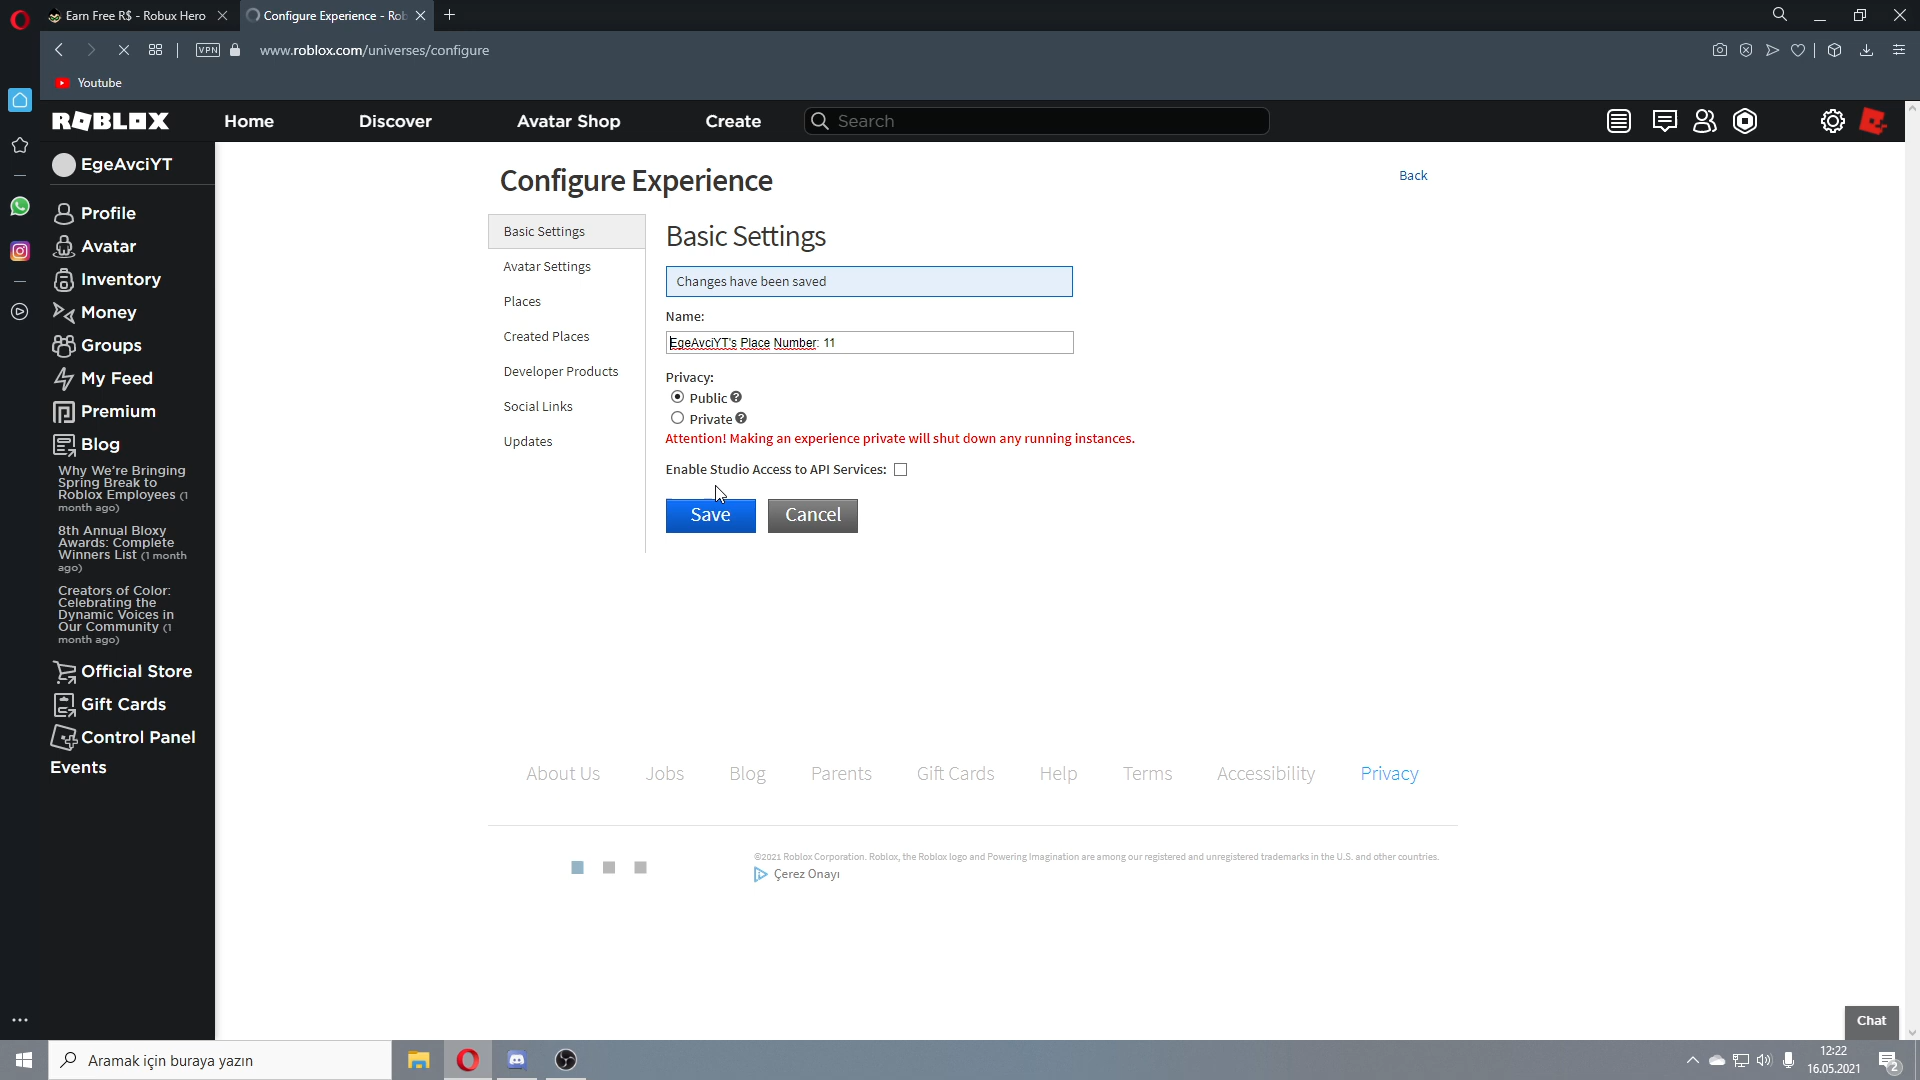 Earn Free R$ - Robux Hero
Configure Experience - Rob
VPN
www.roblox.com/universes/configure
Youtube
ROBLOX
Home
Discover
Avatar Shop
Create
Search
EgeAvciYT
Profile
Avatar
Inventory
Money
Groups
My Feed
Premium
Blog
Why We're Bringing
Spring Break to
Roblox Employees (1
month ago)
8th Annual Bloxy
Awards: Complete
Winners List (1 month
ago)
Creators of Color:
Celebrating the
Dynamic Voices in
Our Community (1
month ago)
Official Store
Gift Cards
Control Panel
Events
Configure Experience
Back
Basic Settings
Avatar Settings
Places
Created Places
Developer Products
Social Links
Updates
Basic Settings
Changes have been saved
Name:
EgeAvciYT's Place Number: 11
Privacy:
Public
Private
Attention! Making an experience private will shut down any running instances.
Enable Studio Access to API Services:
Save
Cancel
About Us
Jobs
Blog
Parents
Gift Cards
Help
Terms
Accessibility
Privacy
©2021 Roblox Corporation. Roblox, the Roblox logo and Powering Imagination are among our registered and unregistered trademarks in the U.S. and other countries.
Çerez Onayı
Chat
Aramak için buraya yazın
12:22
16.05.2021
2